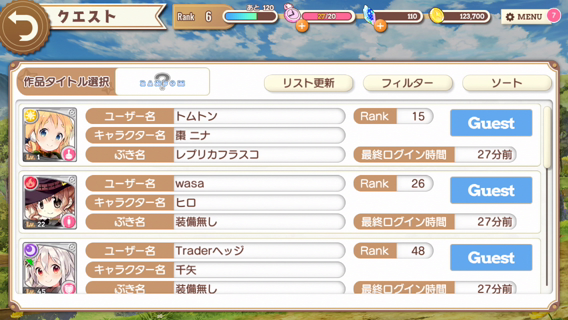 クエスト
Rank 6
あと 120
27/20
110
123,700
MENU
7
作品タイトル選択
RANDOM
?
リスト更新
フィルター
ソート
ユーザー名 トムトン Rank 15
キャラクター名 棗 ニナ
ぶき名 レプリカフラスコ 最終ログイン時間 27分前
Lv. 1
Guest
ユーザー名 wasa Rank 26
キャラクター名 ヒロ
ぶき名 装備無し 最終ログイン時間 27分前
Lv. 22
Guest
ユーザー名 Traderヘッジ Rank 48
キャラクター名 千矢
ぶき名 装備無し 最終ログイン時間 27分前
Lv. 45
Guest